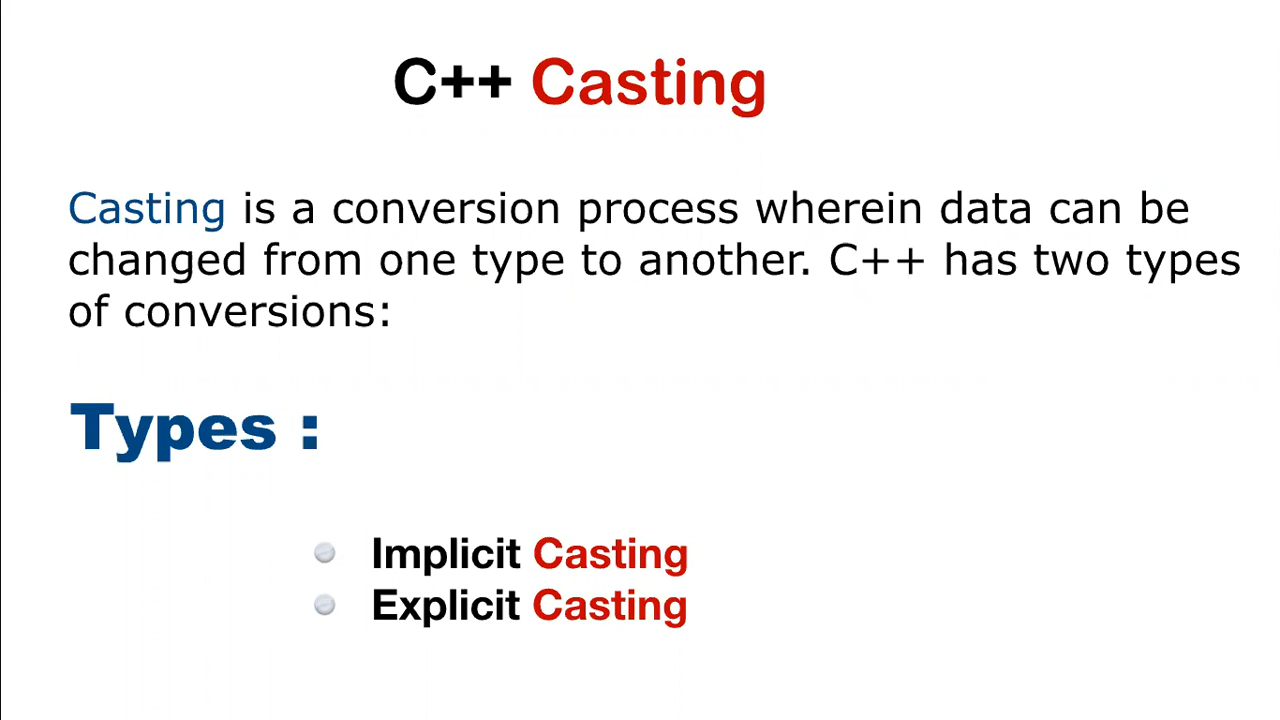 C++ Casting
Casting is a conversion process wherein data can be
changed from one type to another. C++ has two types
of conversions:
Types :
Implicit Casting
Explicit Casting